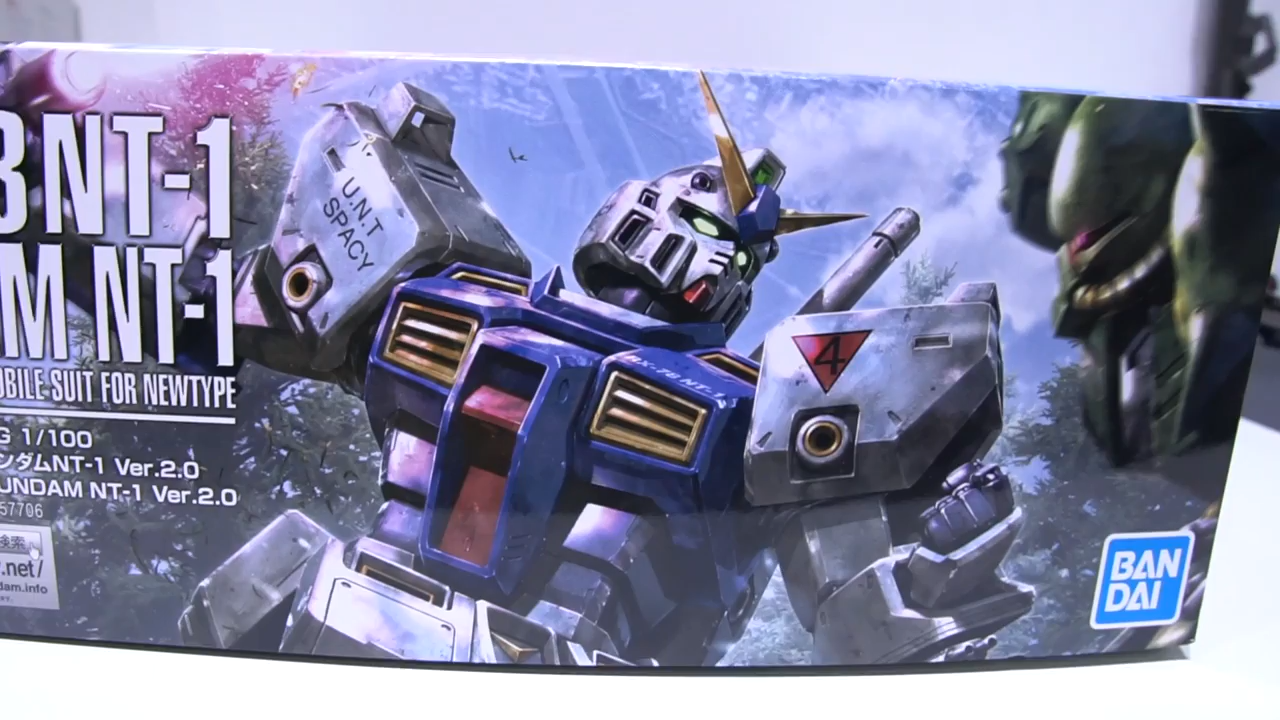 BNT-1
M NT-1
OBILE SUIT FOR NEWTYPE
G 1/100
ンダムNT-1 Ver.2.0
UNDAM NT-1 Ver.2.0
57706
検索
.net/
dam.info
U.N.T
SPACY
RX-78 NT-1
4
BAN
DAI